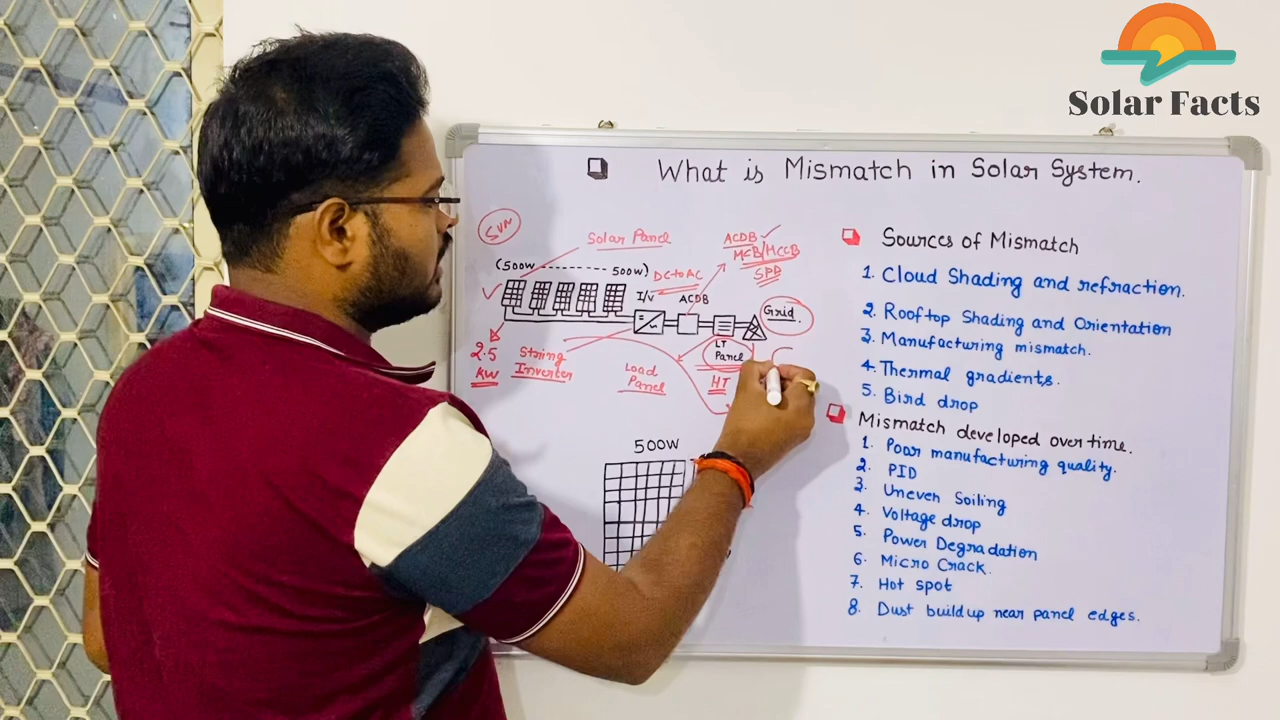 Solar Facts
What is Mismatch in Solar System.
SUN
Solar Panel
(500W ---------- 500W)
DC to AC
ACDB
MCB/MCCB
SPD
I/V
ACDB
Grid.
2.5
KW
String
Inverter
Load
Panel
LT
Panel
HT
500W
Sources of Mismatch
1. Cloud Shading and refraction.
2. Rooftop Shading and Orientation
3. Manufacturing mismatch.
4. Thermal gradients.
5. Bird drop
Mismatch developed over time.
1. Poar manufacturing quality.
2. PID
3. Uneven Soiling
4. Voltage drop
5. Power Degradation
6. Micro Crack.
7. Hot spot
8. Dust buildup near panel edges.